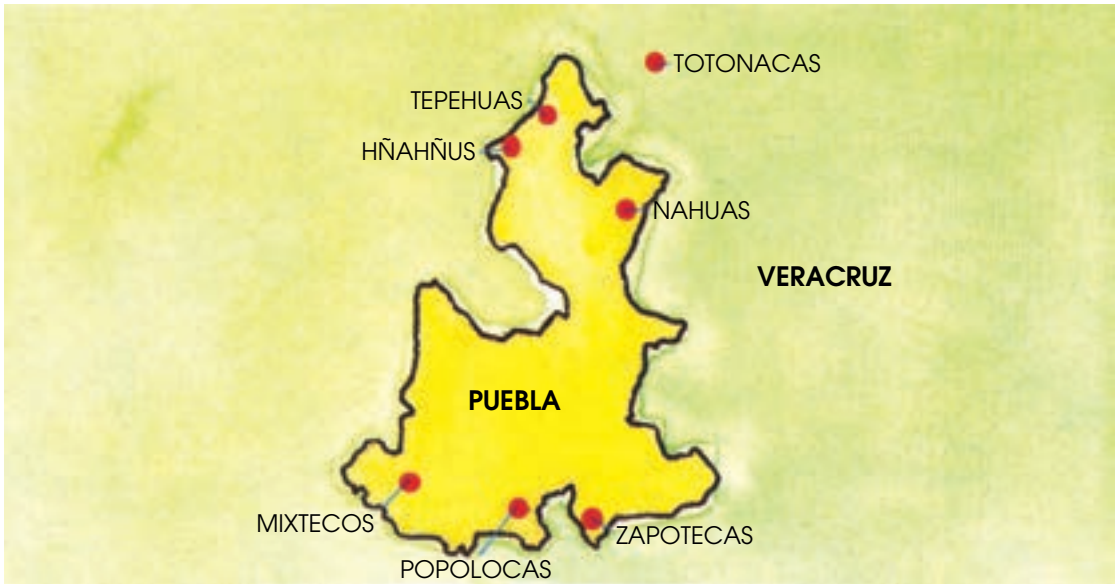 TOTONACAS
TEPEHUAS
HÑAHÑUS
NAHUAS
VERACRUZ
PUEBLA
MIXTECOS
ZAPOTECAS
POPOLOCAS